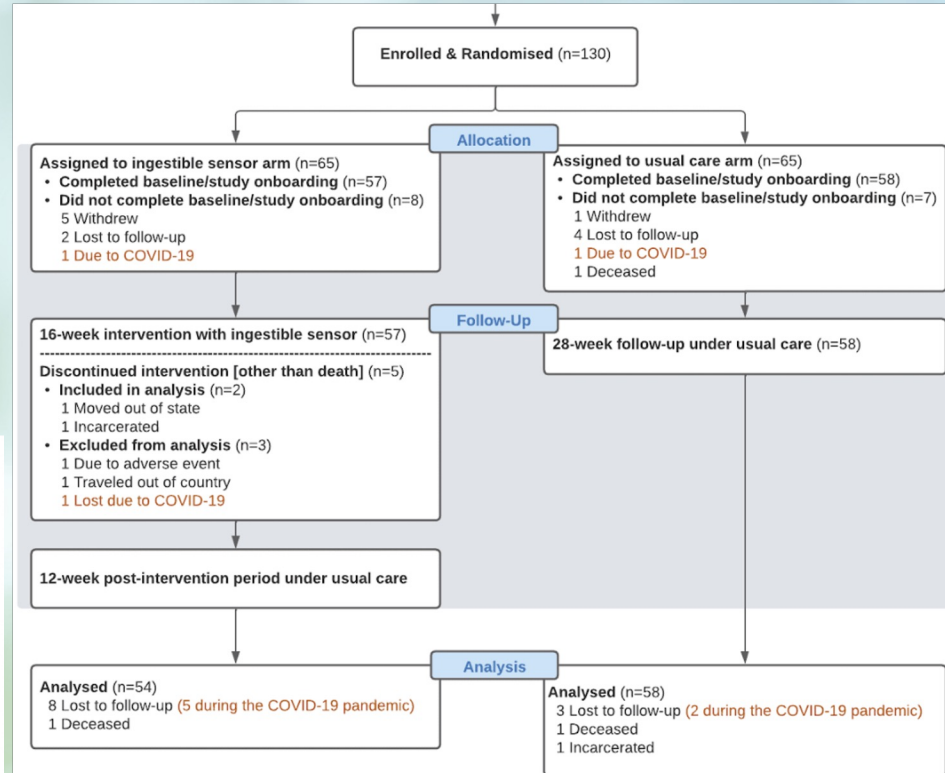 Enrolled & Randomised (n=130)
Allocation
Assigned to ingestible sensor arm (n=65)
• Completed baseline/study onboarding (n=57)
• Did not complete baseline/study onboarding (n=8)
5 Withdrew
2 Lost to follow-up
1 Due to COVID-19
Assigned to usual care arm (n=65)
• Completed baseline/study onboarding (n=58)
• Did not complete baseline/study onboarding (n=7)
1 Withdrew
4 Lost to follow-up
1 Due to COVID-19
1 Deceased
Follow-Up
16-week intervention with ingestible sensor (n=57)
Discontinued intervention [other than death] (n=5)
• Included in analysis (n=2)
1 Moved out of state
1 Incarcerated
• Excluded from analysis (n=3)
1 Due to adverse event
1 Traveled out of country
1 Lost due to COVID-19
28-week follow-up under usual care (n=58)
12-week post-intervention period under usual care
Analysis
Analysed (n=54)
8 Lost to follow-up (5 during the COVID-19 pandemic)
1 Deceased
Analysed (n=58)
3 Lost to follow-up (2 during the COVID-19 pandemic)
1 Deceased
1 Incarcerated